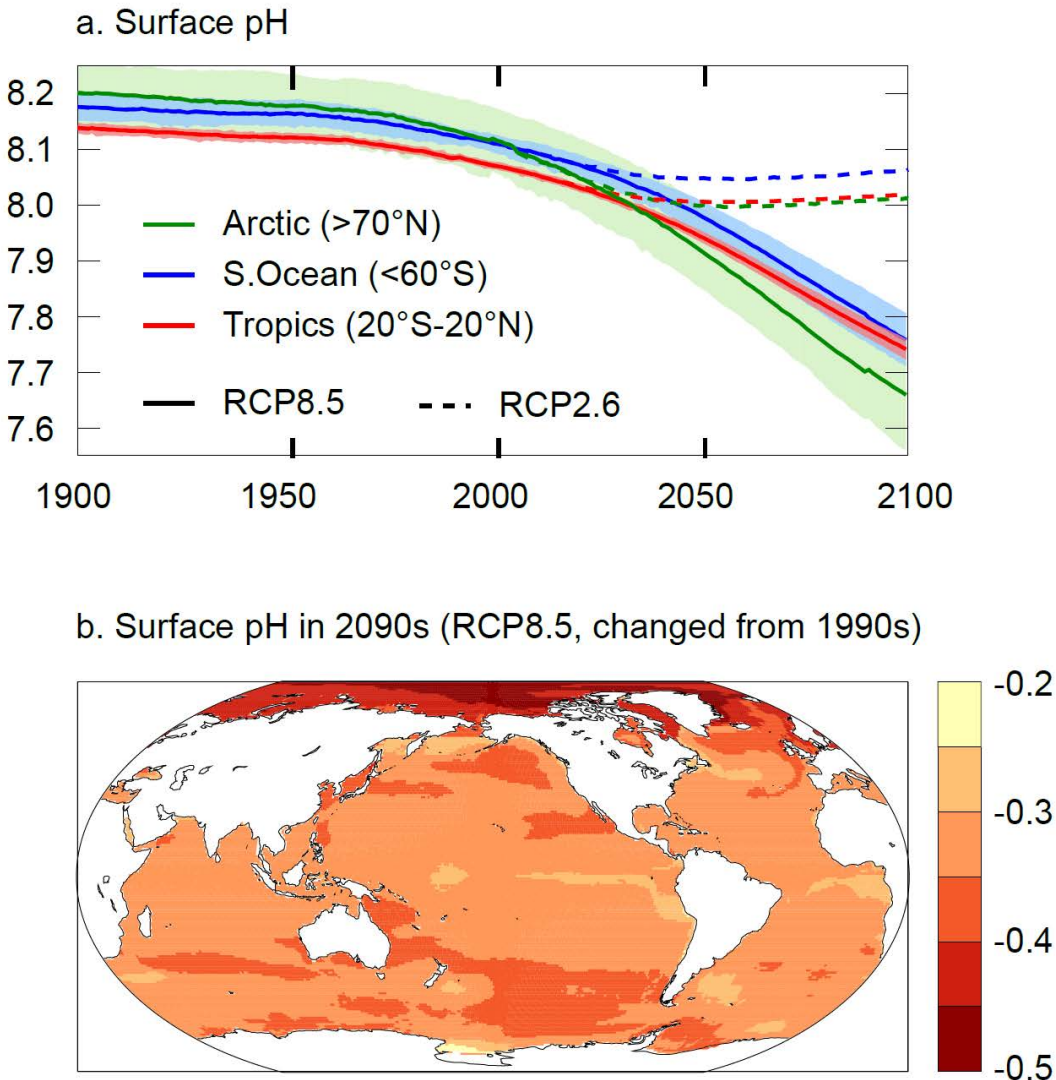 a. Surface pH
8.2
8.1
8.0
7.9
7.8
7.7
7.6
Arctic (>70°N)
S.Ocean (<60°S)
Tropics (20°S-20°N)
RCP8.5 RCP2.6
1900 1950 2000 2050 2100
b. Surface pH in 2090s (RCP8.5, changed from 1990s)
-0.2
-0.3
-0.4
-0.5